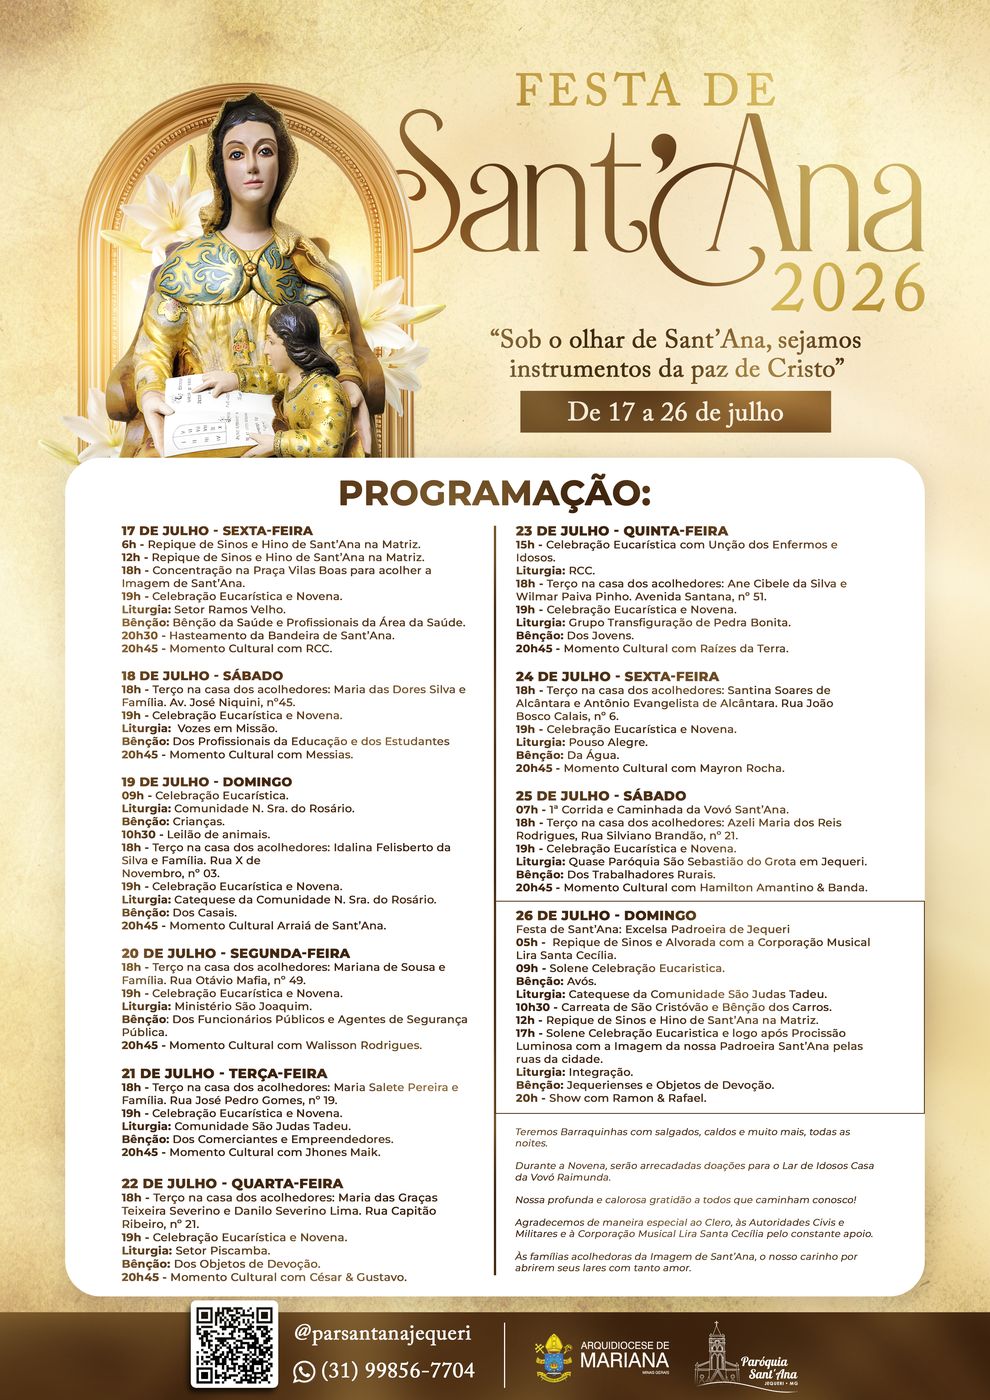 FESTA DE
Sant'Ana
2026
“Sob o olhar de Sant’Ana, sejamos
instrumentos da paz de Cristo”
De 17 a 26 de julho
PROGRAMAÇÃO:
17 DE JULHO - SEXTA-FEIRA
6h - Repique de Sinos e Hino de Sant’Ana na Matriz.
12h - Repique de Sinos e Hino de Sant’Ana na Matriz.
18h - Concentração na Praça Vilas Boas para acolher a
Imagem de Sant’Ana.
19h - Celebração Eucarística e Novena.
Liturgia: Setor Ramos Velho.
Bênção: Bênção da Saúde e Profissionais da Área da Saúde.
20h30 - Hasteamento da Bandeira de Sant’Ana.
20h45 - Momento Cultural com RCC.
18 DE JULHO - SÁBADO
18h - Terço na casa dos acolhedores: Maria das Dores Silva e
Família. Av. José Niquini, nº45.
19h - Celebração Eucarística e Novena.
Liturgia:  Vozes em Missão.
Bênção: Dos Profissionais da Educação e dos Estudantes
20h45 - Momento Cultural com Messias.
19 DE JULHO - DOMINGO
09h - Celebração Eucarística.
Liturgia: Comunidade N. Sra. do Rosário.
Bênção: Crianças.
10h30 - Leilão de animais.
18h - Terço na casa dos acolhedores: Idalina Felisberto da
Silva e Família. Rua X de
Novembro, nº 03.
19h - Celebração Eucarística e Novena.
Liturgia: Catequese da Comunidade N. Sra. do Rosário.
Bênção: Dos Casais.
20h45 - Momento Cultural Arraiá de Sant’Ana.
20 DE JULHO - SEGUNDA-FEIRA
18h - Terço na casa dos acolhedores: Mariana de Sousa e
Família. Rua Otávio Mafia, nº 49.
19h - Celebração Eucarística e Novena.
Liturgia: Ministério São Joaquim.
Bênção: Dos Funcionários Públicos e Agentes de Segurança
Pública.
20h45 - Momento Cultural com Walisson Rodrigues.
21 DE JULHO - TERÇA-FEIRA
18h - Terço na casa dos acolhedores: Maria Salete Pereira e
Família. Rua José Pedro Gomes, nº 19.
19h - Celebração Eucarística e Novena.
Liturgia: Comunidade São Judas Tadeu.
Bênção: Dos Comerciantes e Empreendedores.
20h45 - Momento Cultural com Jhones Maik.
22 DE JULHO - QUARTA-FEIRA
18h - Terço na casa dos acolhedores: Maria das Graças
Teixeira Severino e Danilo Severino Lima. Rua Capitão
Ribeiro, nº 21.
19h - Celebração Eucarística e Novena.
Liturgia: Setor Piscamba.
Bênção: Dos Objetos de Devoção.
20h45 - Momento Cultural com César & Gustavo.
23 DE JULHO - QUINTA-FEIRA
15h - Celebração Eucarística com Unção dos Enfermos e
Idosos.
Liturgia: RCC.
18h - Terço na casa dos acolhedores: Ane Cibele da Silva e
Wilmar Paiva Pinho. Avenida Santana, nº 51.
19h - Celebração Eucarística e Novena.
Liturgia: Grupo Transfiguração de Pedra Bonita.
Bênção: Dos Jovens.
20h45 - Momento Cultural com Raízes da Terra.
24 DE JULHO - SEXTA-FEIRA
18h - Terço na casa dos acolhedores: Santina Soares de
Alcântara e Antônio Evangelista de Alcântara. Rua João
Bosco Calais, nº 6.
19h - Celebração Eucarística e Novena.
Liturgia: Pouso Alegre.
Bênção: Da Água.
20h45 - Momento Cultural com Mayron Rocha.
25 DE JULHO - SÁBADO
07h - 1ª Corrida e Caminhada da Vovó Sant’Ana.
18h - Terço na casa dos acolhedores: Azeli Maria dos Reis
Rodrigues, Rua Silviano Brandão, nº 21.
19h - Celebração Eucarística e Novena.
Liturgia: Quase Paróquia São Sebastião do Grota em Jequeri.
Bênção: Dos Trabalhadores Rurais.
20h45 - Momento Cultural com Hamilton Amantino & Banda.
26 DE JULHO - DOMINGO
Festa de Sant’Ana: Excelsa Padroeira de Jequeri
05h -  Repique de Sinos e Alvorada com a Corporação Musical
Lira Santa Cecília.
09h - Solene Celebração Eucaristica.
Bênção: Avós.
Liturgia: Catequese da Comunidade São Judas Tadeu.
10h30 - Carreata de São Cristóvão e Bênção dos Carros.
12h - Repique de Sinos e Hino de Sant’Ana na Matriz.
17h - Solene Celebração Eucaristica e logo após Procissão
Luminosa com a Imagem da nossa Padroeira Sant’Ana pelas
ruas da cidade.
Liturgia: Integração.
Bênção: Jequerienses e Objetos de Devoção.
20h - Show com Ramon & Rafael.
Teremos Barraquinhas com salgados, caldos e muito mais, todas as
noites.
Durante a Novena, serão arrecadadas doações para o Lar de Idosos Casa
da Vovó Raimunda.
Nossa profunda e calorosa gratidão a todos que caminham conosco!
Agradecemos de maneira especial ao Clero, às Autoridades Civis e
Militares e à Corporação Musical Lira Santa Cecília pelo constante apoio.
Às famílias acolhedoras da Imagem de Sant’Ana, o nosso carinho por
abrirem seus lares com tanto amor.
@parsantanajequeri
(31) 99856-7704
ARQUIDIOCESE DE
MARIANA
MINAS GERAIS
Paróquia
Sant'Ana
JEQUERI • MG